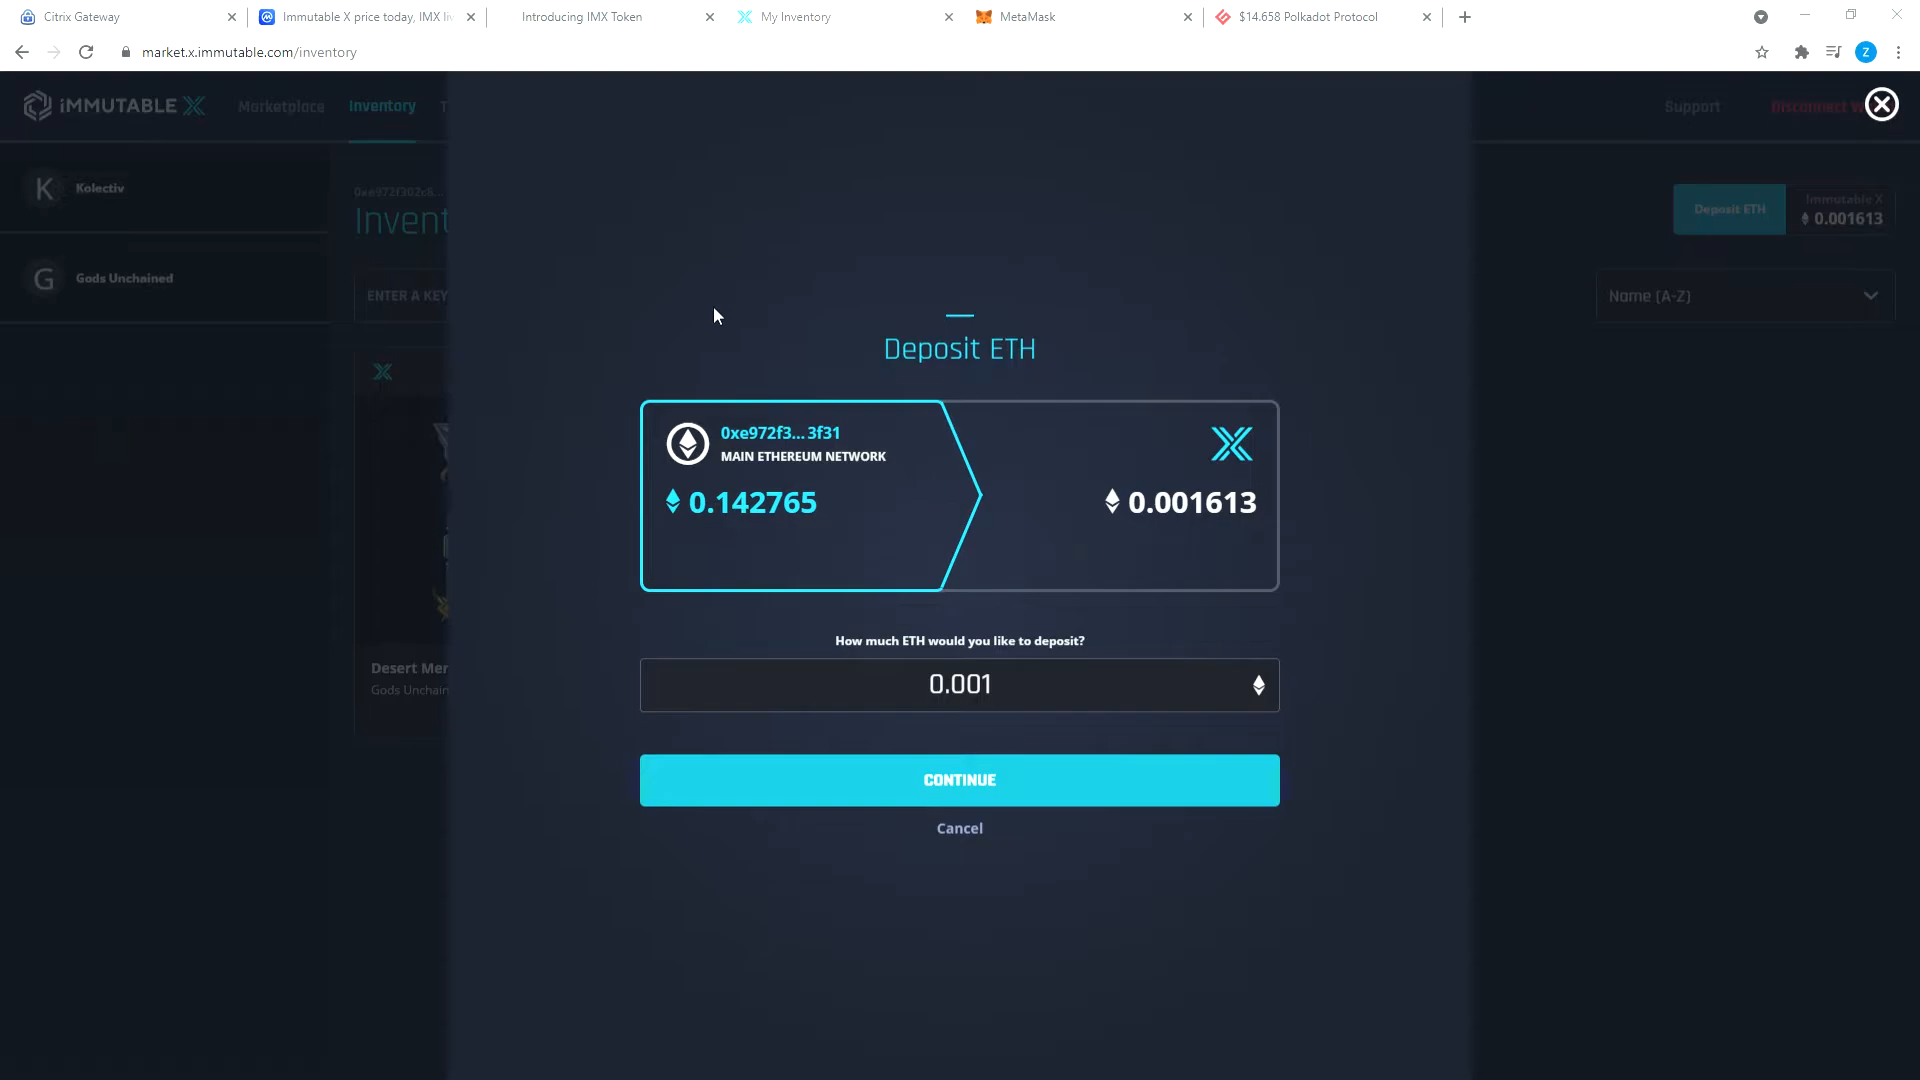 Citrix Gateway
Immutable X price today, IMX liv
Introducing IMX Token
My Inventory
MetaMask
$14.658 Polkadot Protocol
market.x.immutable.com/inventory
Z
iMMUTABLE X
Marketplace
Inventory
T
Support
Disconnect W
K
Kolectiv
0xe972f302c6...
Invent
Deposit ETH
Immutable X
0.001613
G
Gods Unchained
ENTER A KEY
Name (A-Z)
Deposit ETH
0xe972f3...3f31
MAIN ETHEREUM NETWORK
0.142765
0.001613
How much ETH would you like to deposit?
0.001
Desert Mer
Gods Unchain
CONTINUE
Cancel